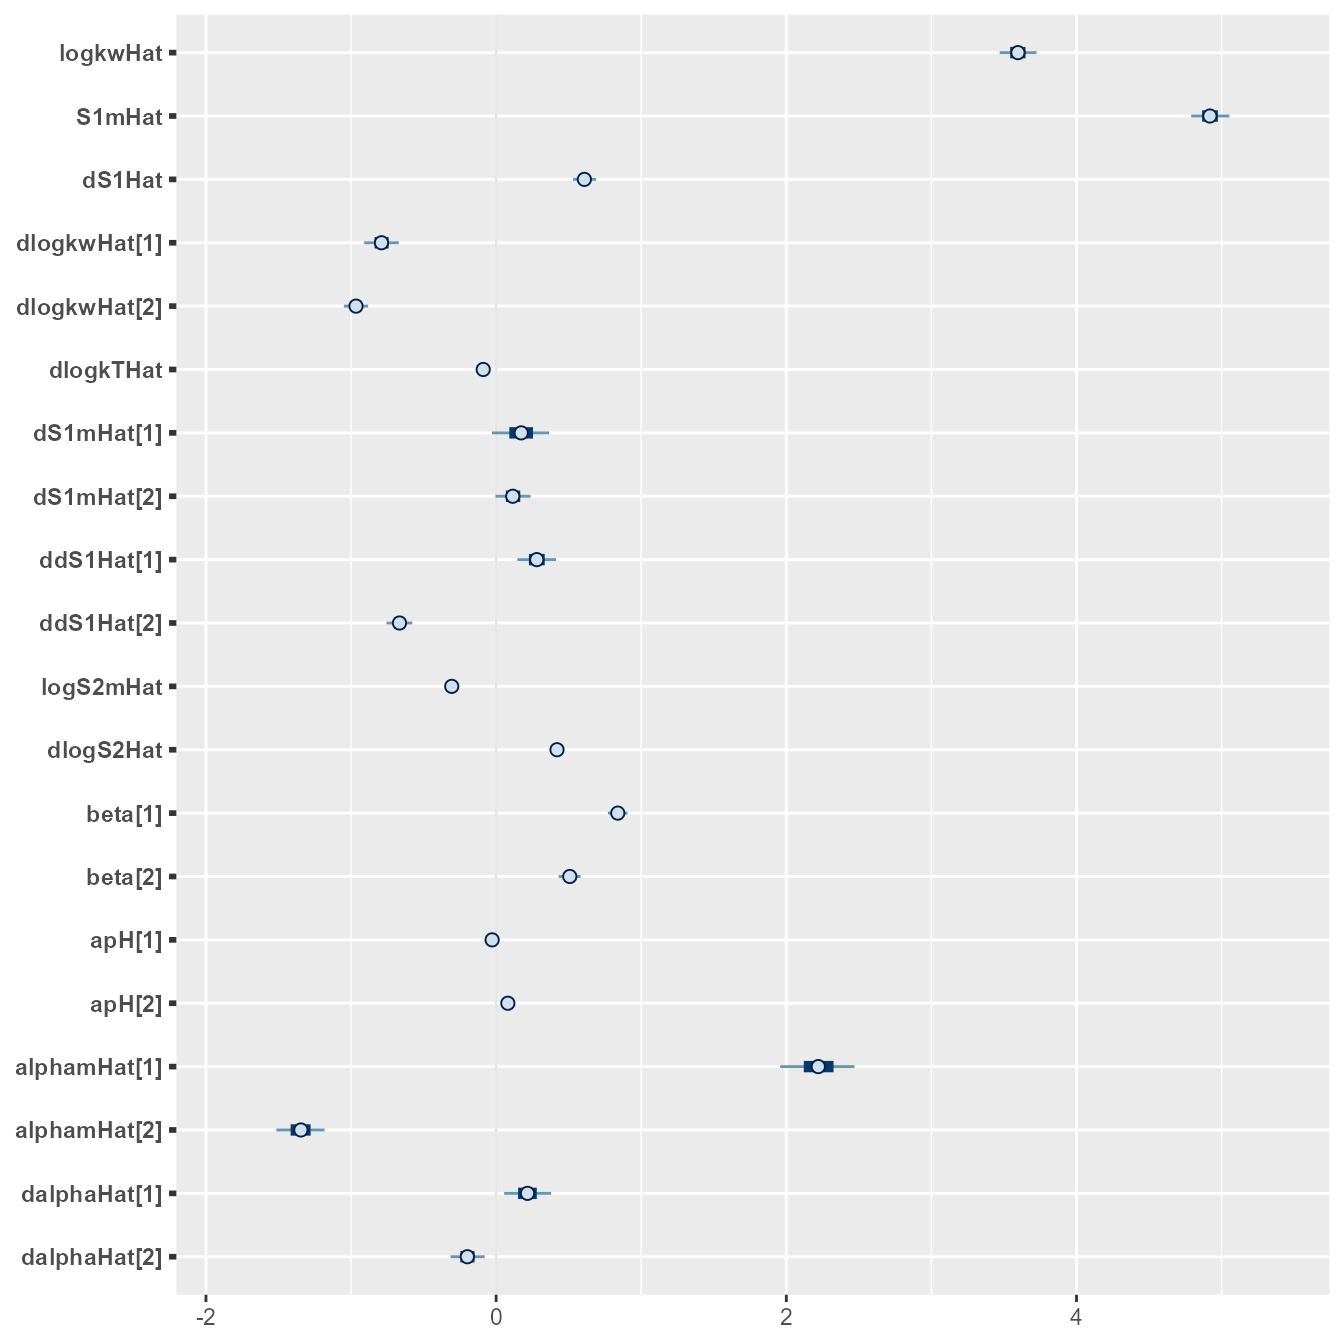 logkwHat
S1mHat
dS1Hat
dlogkwHat[1]
dlogkwHat[2]
dlogkTHat
dS1mHat[1]
dS1mHat[2]
ddS1Hat[1]
ddS1Hat[2]
logS2mHat
dlogS2Hat
beta[1]
beta[2]
apH[1]
apH[2]
alphamHat[1]
alphamHat[2]
dalphaHat[1]
dalphaHat[2]
-2 0 2 4